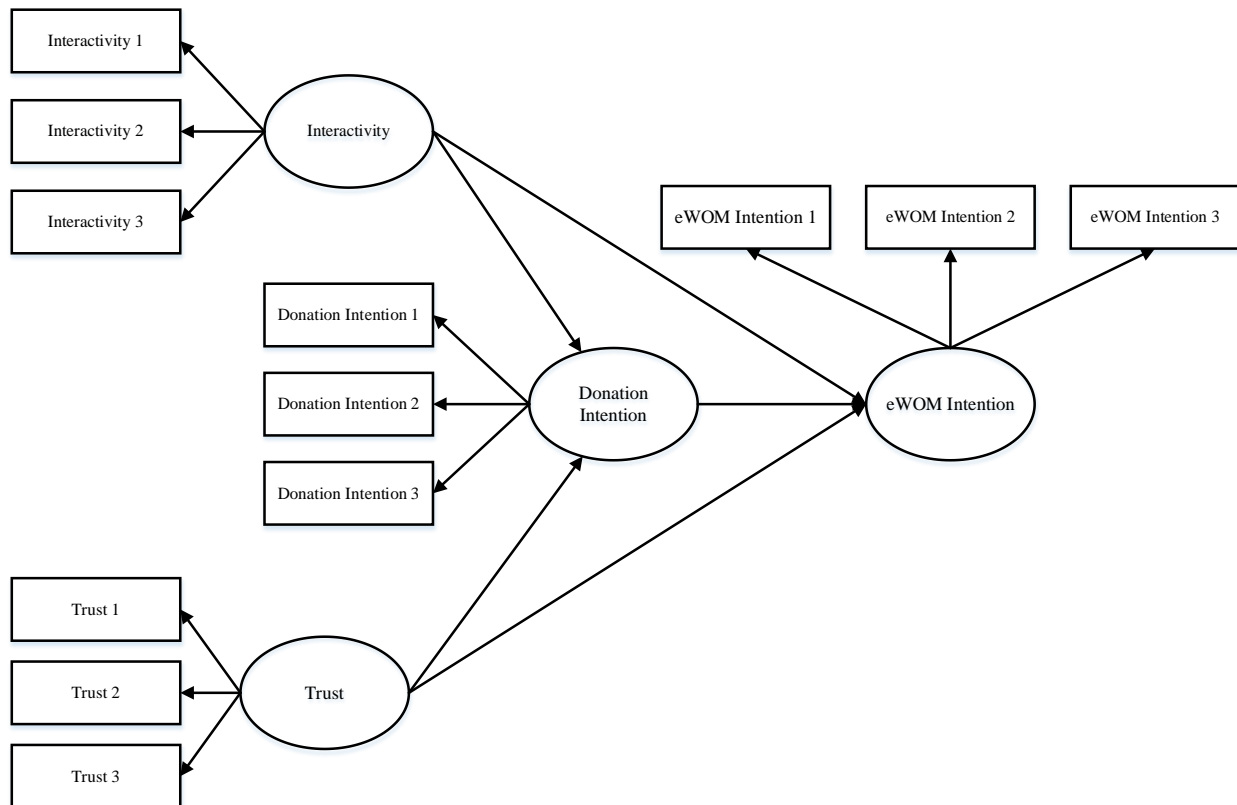 Interactivity 1
Interactivity 2
Interactivity 3
Interactivity
eWOM Intention 1
eWOM Intention 2
eWOM Intention 3
Donation Intention 1
Donation Intention 2
Donation Intention 3
Donation
Intention
eWOM Intention
Trust 1
Trust 2
Trust 3
Trust